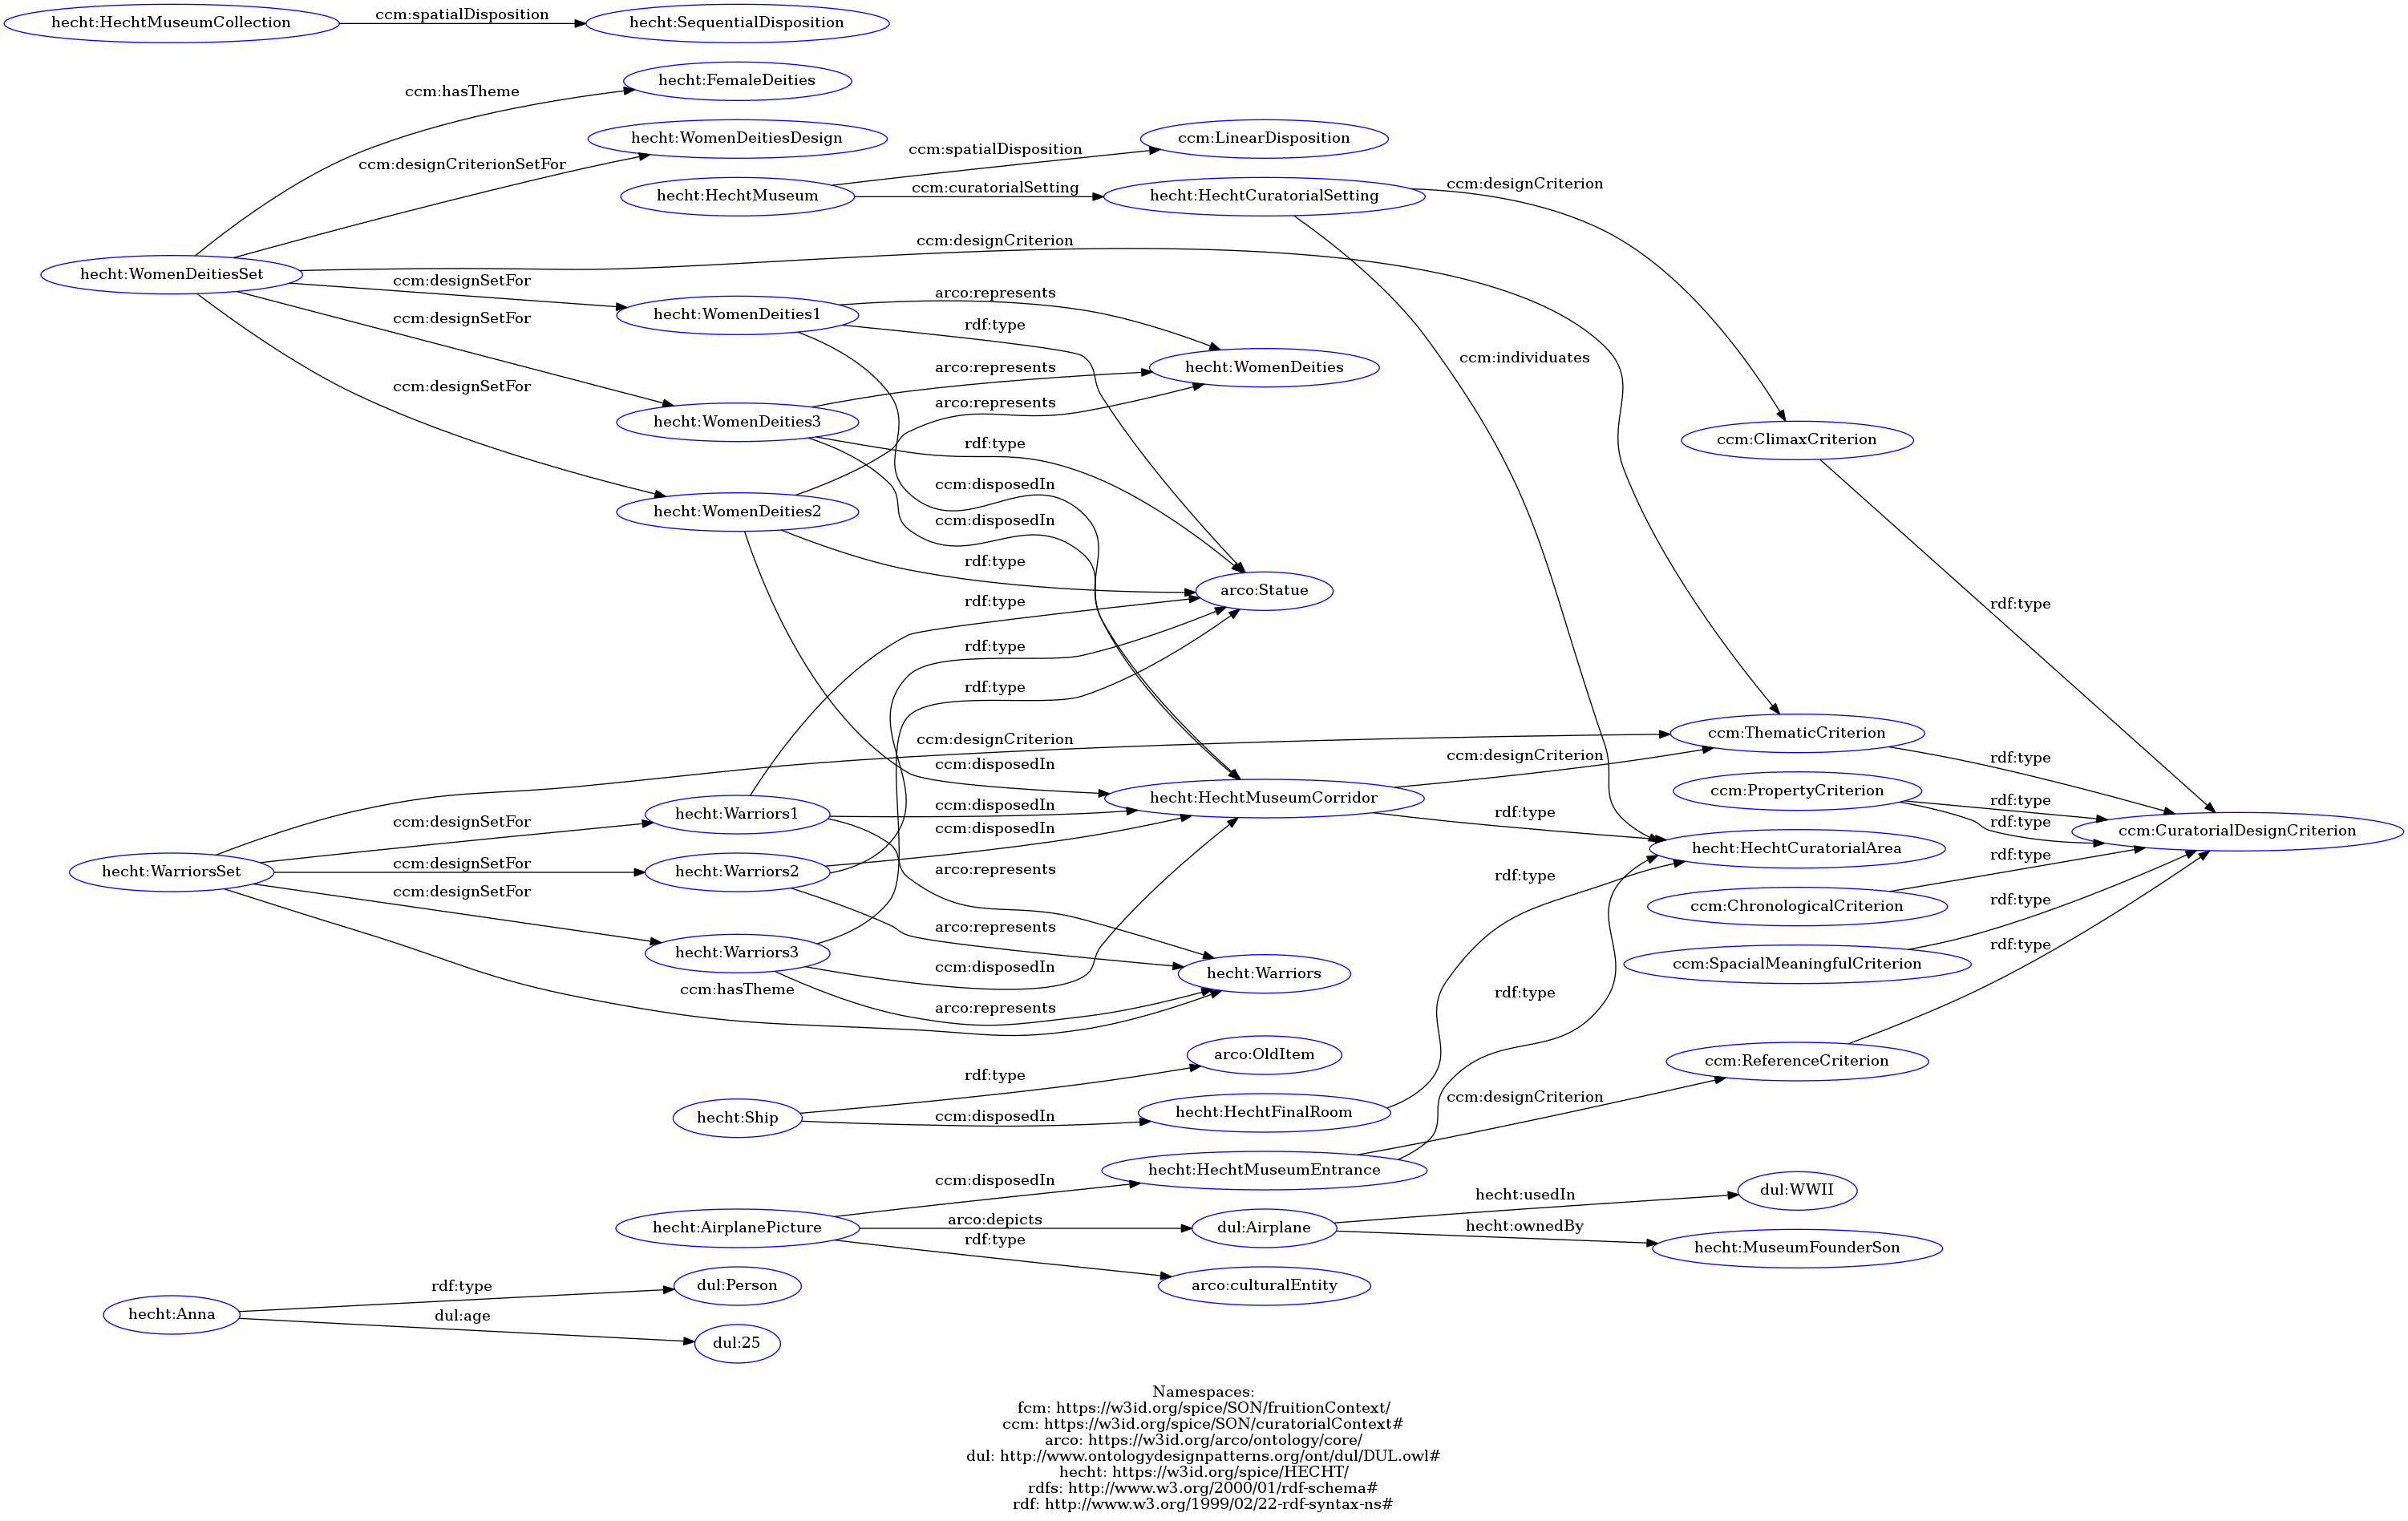 hecht:HechtMuseumCollection
ccm:spatialDisposition
hecht:SequentialDisposition
hecht:FemaleDeities
ccm:hasTheme
hecht:WomenDeitiesDesign
ccm:LinearDisposition
ccm:spatialDisposition
ccm:designCriterionSetFor
hecht:HechtMuseum
ccm:curatorialSetting
hecht:HechtCuratorialSetting
ccm:designCriterion
ccm:designCriterion
hecht:WomenDeitiesSet
ccm:designSetFor
arco:represents
hecht:WomenDeities1
ccm:designSetFor
rdf:type
ccm:individuates
arco:represents
hecht:WomenDeities
ccm:designSetFor
arco:represents
hecht:WomenDeities3
rdf:type
ccm:ClimaxCriterion
ccm:disposedIn
hecht:WomenDeities2
ccm:disposedIn
rdf:type
arco:Statue
rdf:type
rdf:type
rdf:type
rdf:type
ccm:designCriterion
ccm:ThematicCriterion
ccm:disposedIn
ccm:designCriterion
rdf:type
ccm:PropertyCriterion
hecht:HechtMuseumCorridor
rdf:type
ccm:disposedIn
hecht:Warriors1
rdf:type
ccm:designSetFor
rdf:type
ccm:disposedIn
ccm:CuratorialDesignCriterion
hecht:HechtCuratorialArea
rdf:type
ccm:designSetFor
hecht:WarriorsSet
hecht:Warriors2
arco:represents
rdf:type
ccm:designSetFor
rdf:type
ccm:ChronologicalCriterion
arco:represents
rdf:type
hecht:Warriors3
ccm:SpacialMeaningfulCriterion
ccm:disposedIn
hecht:Warriors
ccm:hasTheme
rdf:type
arco:represents
arco:OldItem
ccm:ReferenceCriterion
rdf:type
ccm:designCriterion
hecht:HechtFinalRoom
hecht:Ship
ccm:disposedIn
hecht:HechtMuseumEntrance
ccm:disposedIn
dul:WWII
hecht:usedIn
arco:depicts
hecht:AirplanePicture
dul:Airplane
hecht:ownedBy
rdf:type
hecht:MuseumFounderSon
rdf:type
dul:Person
arco:culturalEntity
hecht:Anna
dul:age
dul:25
Namespaces:
fcm: https://w3id.org/spice/SON/fruitionContext/
ccm: https://w3id.org/spice/SON/curatorialContext#
arco: https://w3id.org/arco/ontology/core/
dul: http://www.ontologydesignpatterns.org/ont/dul/DUL.owl#
hecht: https://w3id.org/spice/HECHT/
rdfs: http://www.w3.org/2000/01/rdf-schema#
rdf: http://www.w3.org/1999/02/22-rdf-syntax-ns#